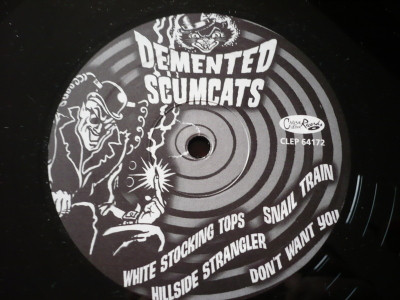 DEMENTED
SCUMCATS
CLEP 64172
WHITE STOCKING TOPS
SNAIL TRAIN
HILLSIDE STRANGLER
DON'T WANT YOU